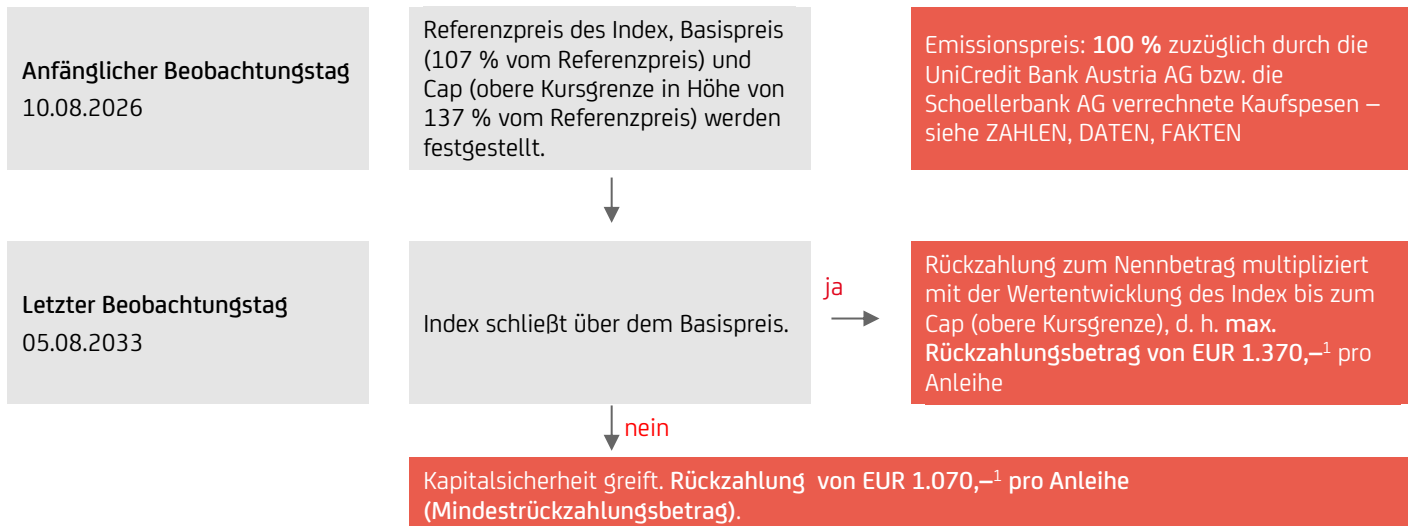 Anfänglicher Beobachtungstag
10.08.2026
Referenzpreis des Index, Basispreis
(107 % vom Referenzpreis) und
Cap (obere Kursgrenze in Höhe von
137 % vom Referenzpreis) werden
festgestellt.
Emissionspreis: 100 % zuzüglich durch die
UniCredit Bank Austria AG bzw. die
Schoellerbank AG verrechnete Kaufspesen –
siehe ZAHLEN, DATEN, FAKTEN
Letzter Beobachtungstag
05.08.2033
Index schließt über dem Basispreis.
ja
Rückzahlung zum Nennbetrag multipliziert
mit der Wertentwicklung des Index bis zum
Cap (obere Kursgrenze), d. h. max.
Rückzahlungsbetrag von EUR 1.370,–¹ pro
Anleihe
nein
Kapitalsicherheit greift. Rückzahlung von EUR 1.070,–¹ pro Anleihe
(Mindestrückzahlungsbetrag).